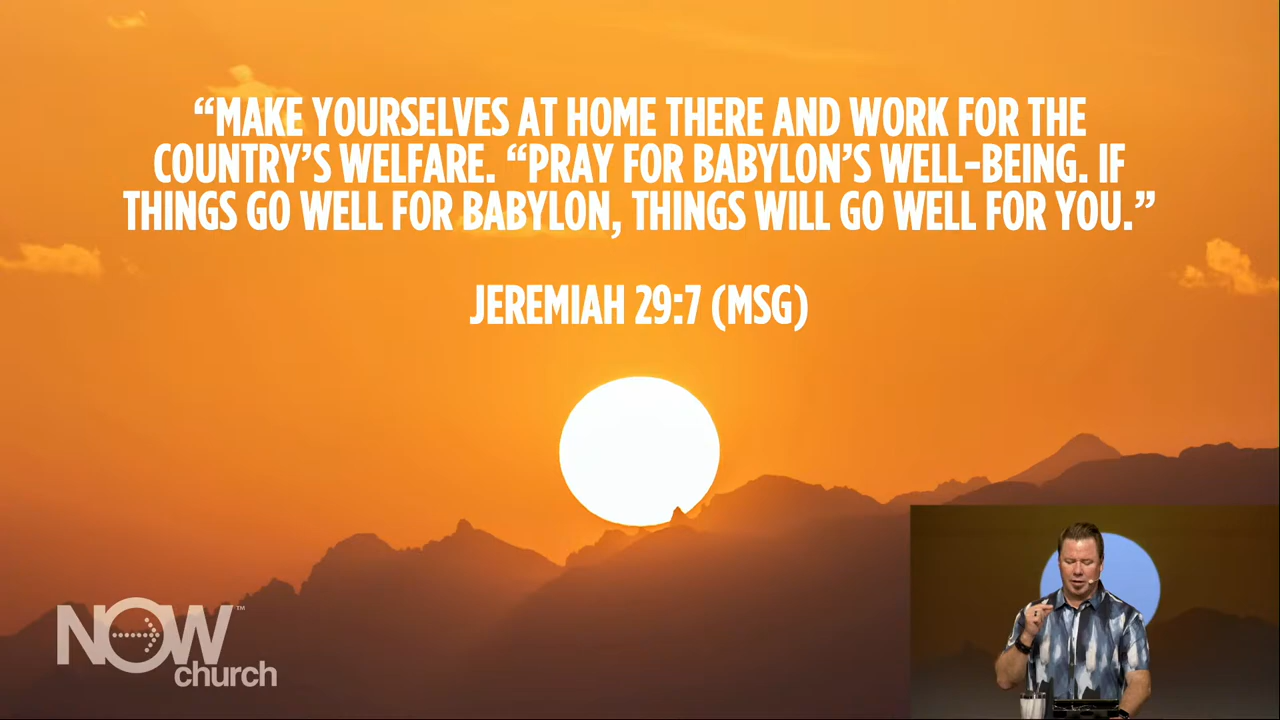 “MAKE YOURSELVES AT HOME THERE AND WORK FOR THE
COUNTRY’S WELFARE. “PRAY FOR BABYLON’S WELL-BEING. IF
THINGS GO WELL FOR BABYLON, THINGS WILL GO WELL FOR YOU.”
JEREMIAH 29:7 (MSG)
NOW™
church